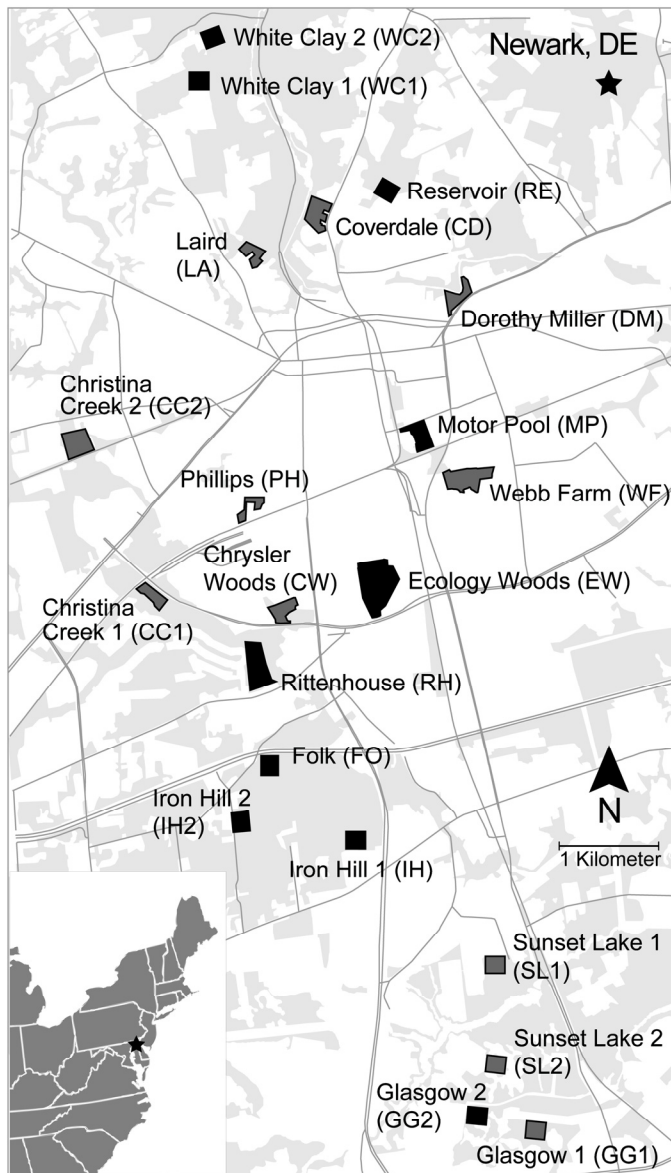 White Clay 2 (WC2)
Newark, DE
White Clay 1 (WC1)
Reservoir (RE)
Coverdale (CD)
Laird
(LA)
Dorothy Miller (DM)
Christina
Creek 2 (CC2)
Motor Pool (MP)
Phillips (PH)
Webb Farm (WF)
Chrysler
Woods (CW)
Ecology Woods (EW)
Christina
Creek 1 (CC1)
Rittenhouse (RH)
Folk (FO)
Iron Hill 2
(IH2)
N
1 Kilometer
Iron Hill 1 (IH)
Sunset Lake 1
(SL1)
Sunset Lake 2
(SL2)
Glasgow 2
(GG2)
Glasgow 1 (GG1)